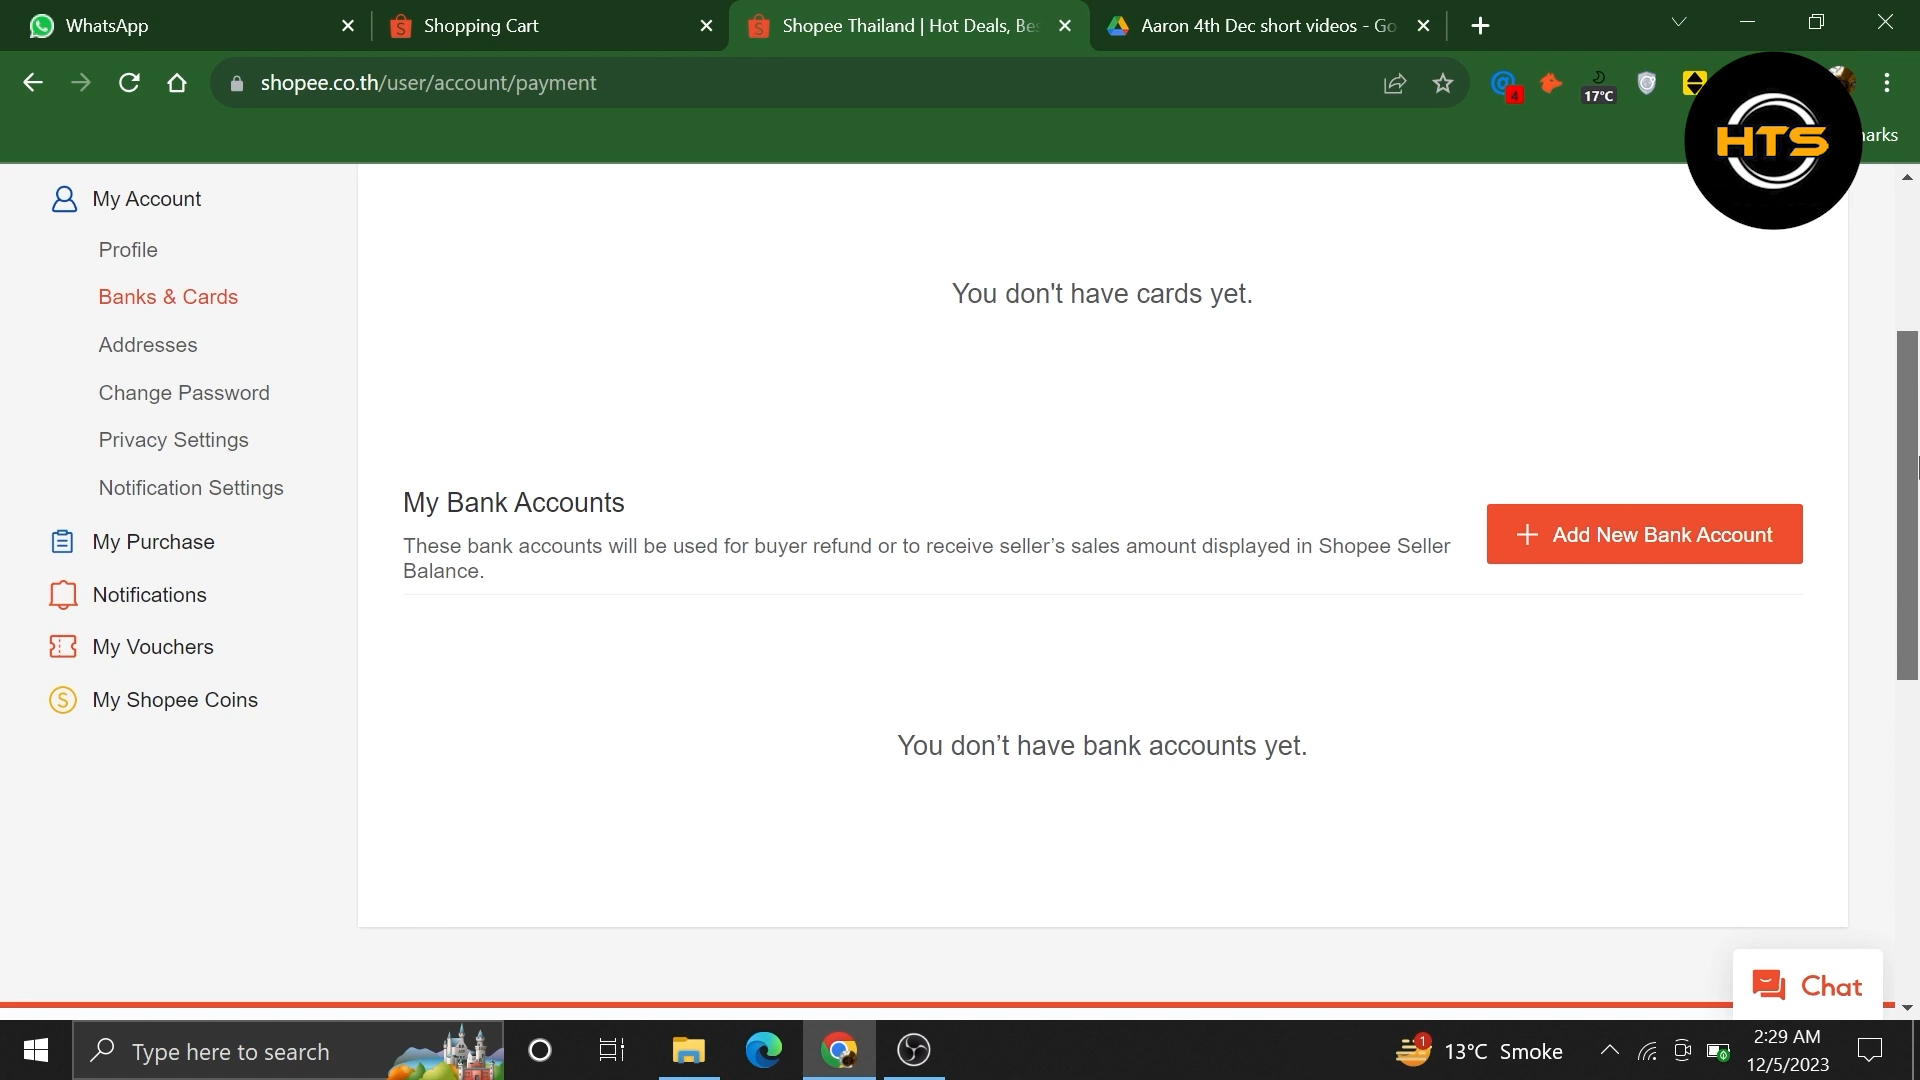 WhatsApp
Shopping Cart
Shopee Thailand | Hot Deals, Bes
Aaron 4th Dec short videos - Go
shopee.co.th/user/account/payment
4
17°C
HTS
arks
My Account
Profile
Banks & Cards
Addresses
Change Password
Privacy Settings
Notification Settings
My Purchase
Notifications
My Vouchers
My Shopee Coins
You don't have cards yet.
My Bank Accounts
These bank accounts will be used for buyer refund or to receive seller’s sales amount displayed in Shopee Seller
Balance.
Add New Bank Account
You don’t have bank accounts yet.
Chat
Type here to search
1
13°C Smoke
2:29 AM
12/5/2023